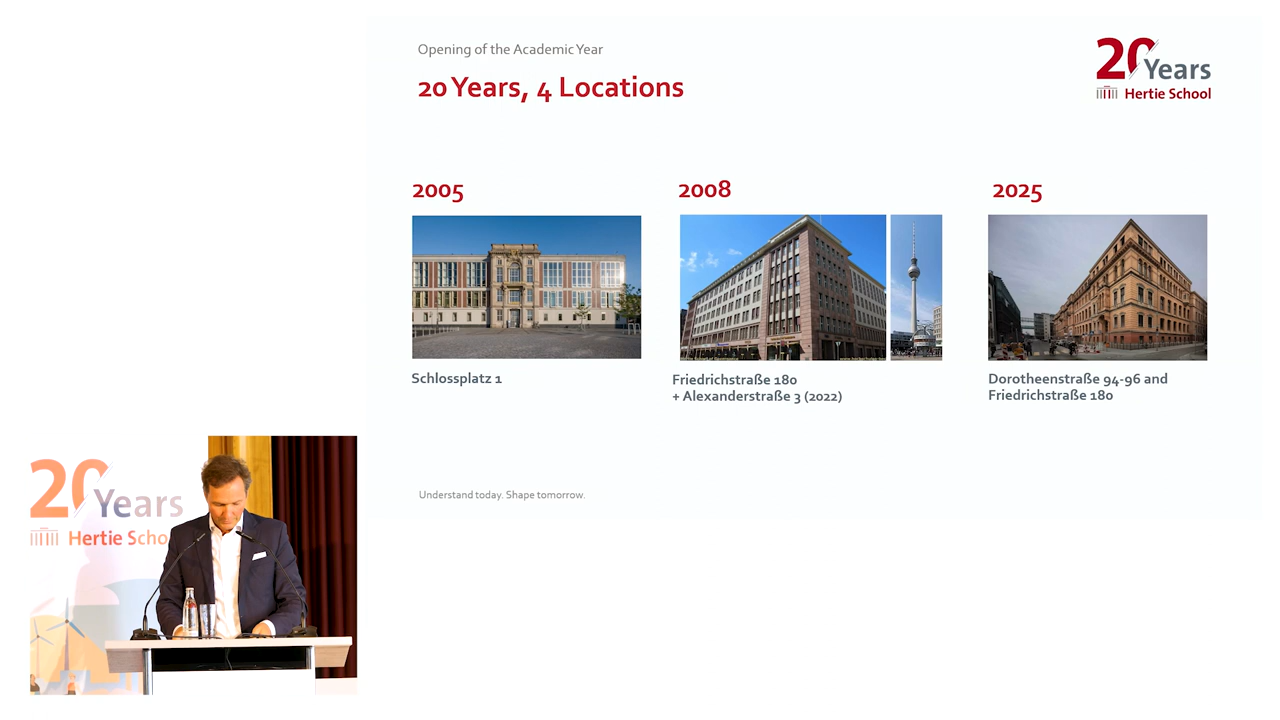 Opening of the Academic Year
20 Years, 4 Locations
20 Years
Hertie School
2005
2008
2025
Schlossplatz 1
Friedrichstraße 180
+ Alexanderstraße 3 (2022)
Dorotheenstraße 94-96 and
Friedrichstraße 180
Understand today. Shape tomorrow.
20 Years
Hertie Scho